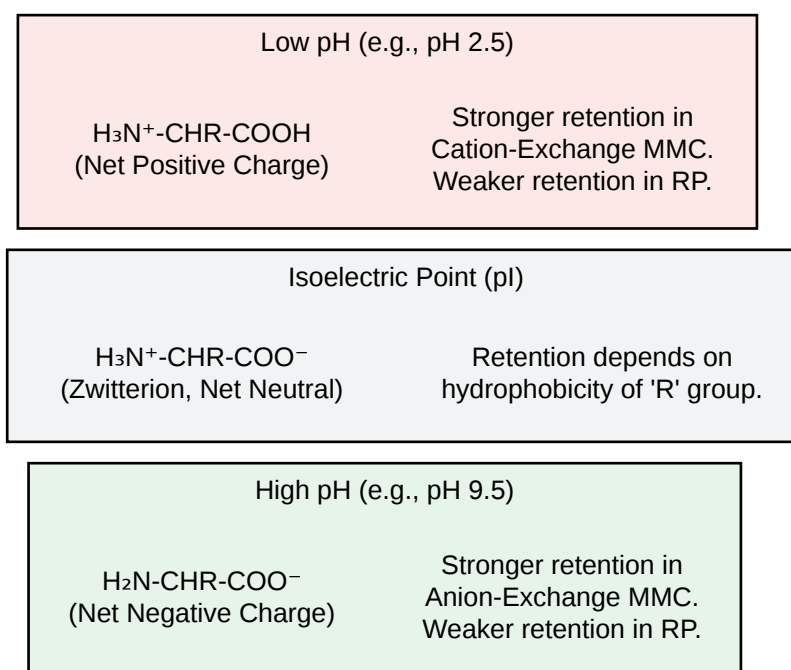 Low pH (e.g., pH 2.5)
H₃N⁺-CHR-COOH
(Net Positive Charge)
Stronger retention in
Cation-Exchange MMC.
Weaker retention in RP.
Isoelectric Point (pI)
H₃N⁺-CHR-COO⁻
(Zwitterion, Net Neutral)
Retention depends on
hydrophobicity of 'R' group.
High pH (e.g., pH 9.5)
H₂N-CHR-COO⁻
(Net Negative Charge)
Stronger retention in
Anion-Exchange MMC.
Weaker retention in RP.